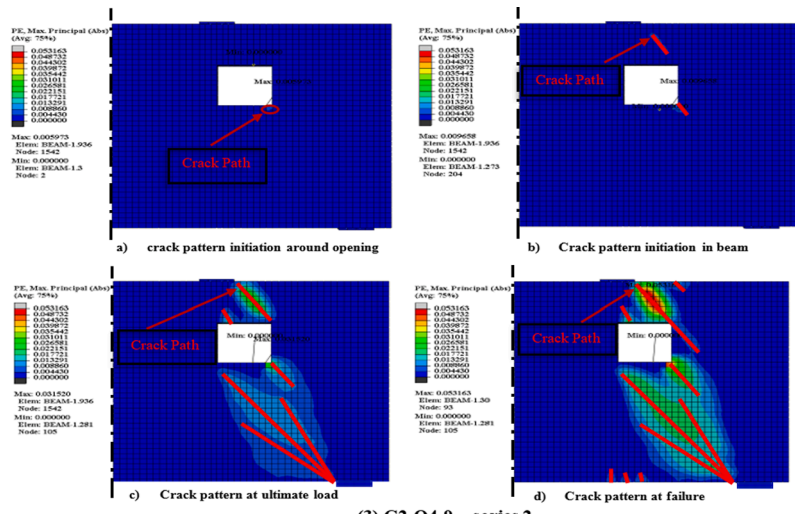 PE, Max. Principal (Abs)
(Avg: 75%)
0.053163
0.048732
0.044302
0.039872
0.035442
0.031011
0.026581
0.022151
0.017721
0.013291
0.008860
0.004430
0.000000
Max: 0.005973
Elem: BEAM-1.936
Node: 1542
Min: 0.000000
Elem: BEAM-1.3
Node: 2
Crack Path
a) crack pattern initiation around opening
PE, Max. Principal (Abs)
(Avg: 75%)
0.053163
0.048732
0.044302
0.039872
0.035442
0.031011
0.026581
0.022151
0.017721
0.013291
0.008860
0.004430
0.000000
Max: 0.009658
Elem: BEAM-1.936
Node: 1542
Min: 0.000000
Elem: BEAM-1.273
Node: 204
Crack Path
b) Crack pattern initiation in beam
PE, Max. Principal (Abs)
(Avg: 75%)
0.053163
0.048732
0.044302
0.039872
0.035442
0.031011
0.026581
0.022151
0.017721
0.013291
0.008860
0.004430
0.000000
Max: 0.031520
Elem: BEAM-1.936
Node: 1542
Min: 0.000000
Elem: BEAM-1.281
Node: 105
Crack Path
c) Crack pattern at ultimate load
PE, Max. Principal (Abs)
(Avg: 75%)
0.053163
0.048732
0.044302
0.039872
0.035442
0.031011
0.026581
0.022151
0.017721
0.013291
0.008860
0.004430
0.000000
Max: 0.053163
Elem: BEAM-1.30
Node: 93
Min: 0.000000
Elem: BEAM-1.281
Node: 105
Crack Path
Min: 0.000
d) Crack pattern at failure